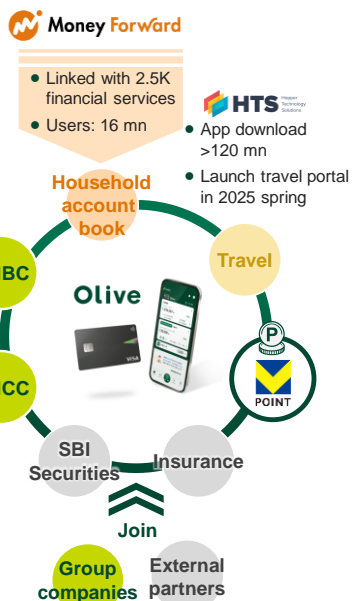 Money Forward
● Linked with 2.5K
financial services
● Users: 16 mn
HTS
Hopper
Technology
Solutions
● App download
>120 mn
● Launch travel portal
in 2025 spring
Household
account
book
Travel
BC
Olive
P
VISA
POINT
CC
SBI
Securities
Insurance
Join
Group
companies
External
partners